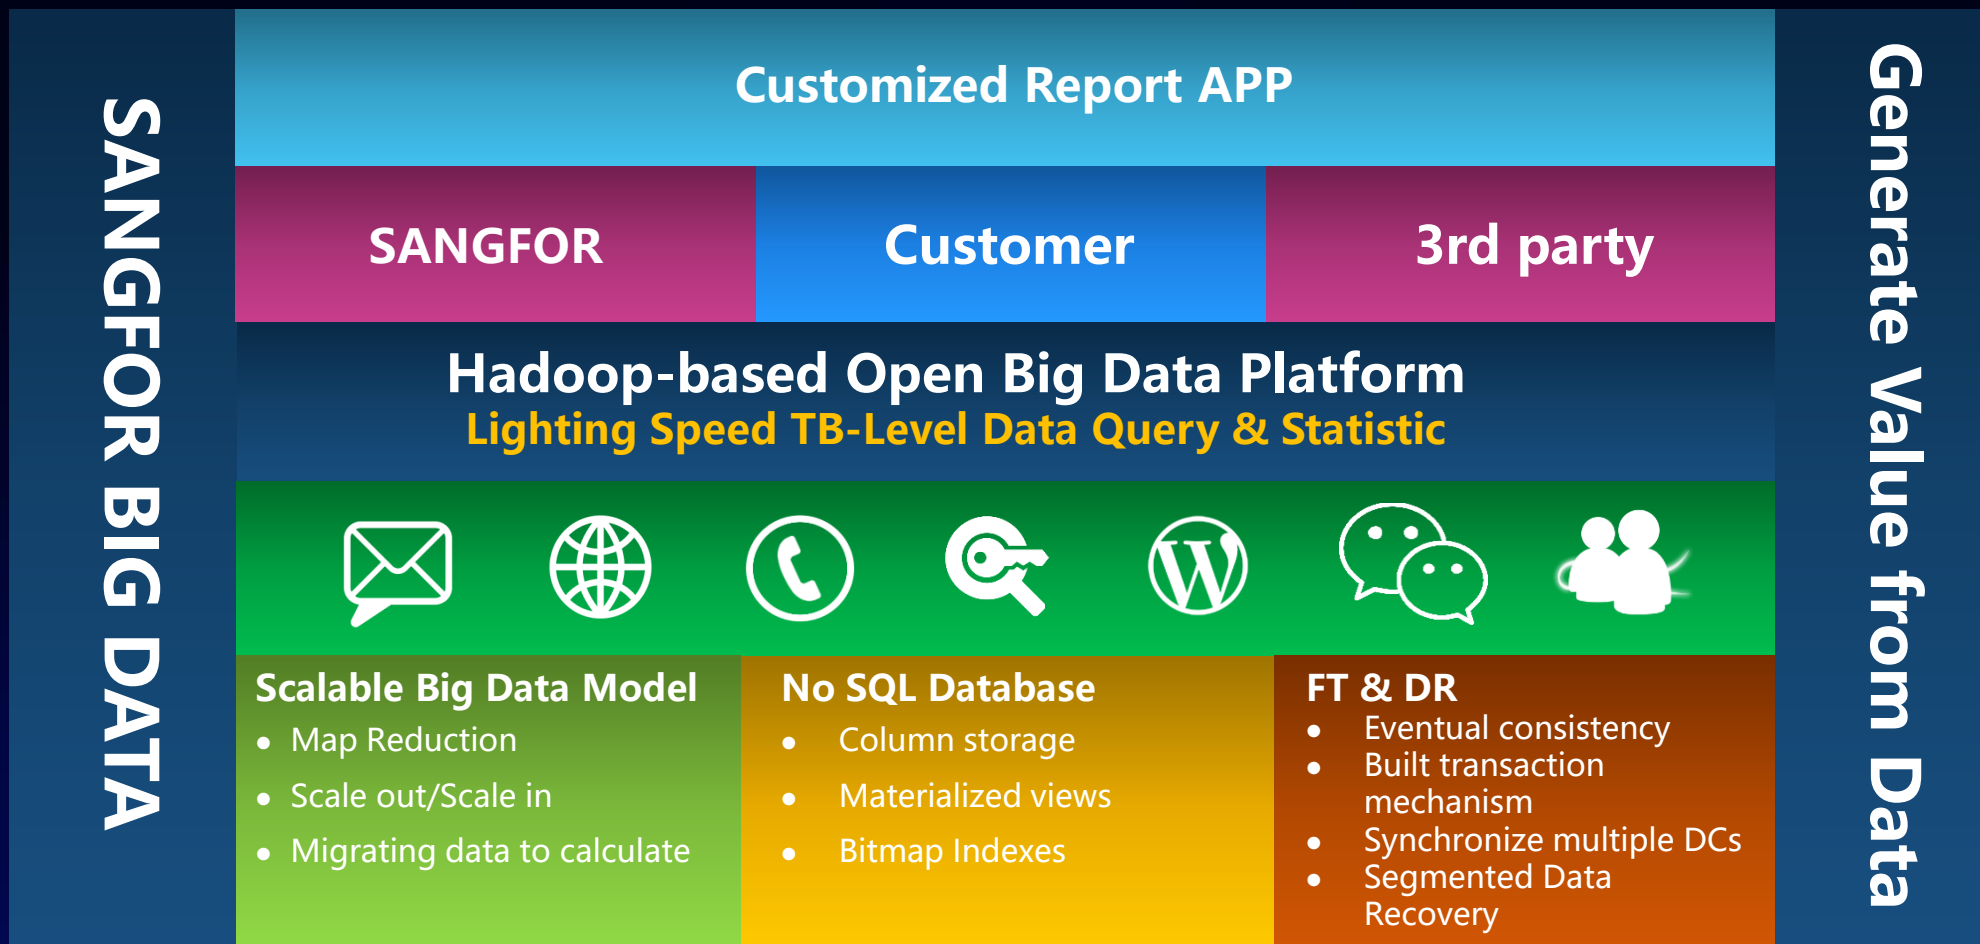 SANGFOR BIG DATA
Customized Report APP
SANGFOR
Customer
3rd party
Hadoop-based Open Big Data Platform
Lighting Speed TB-Level Data Query & Statistic
Scalable Big Data Model
● Map Reduction
● Scale out/Scale in
● Migrating data to calculate
No SQL Database
● Column storage
● Materialized views
● Bitmap Indexes
FT & DR
● Eventual consistency
● Built transaction
mechanism
● Synchronize multiple DCs
● Segmented Data
Recovery
Generate Value from Data